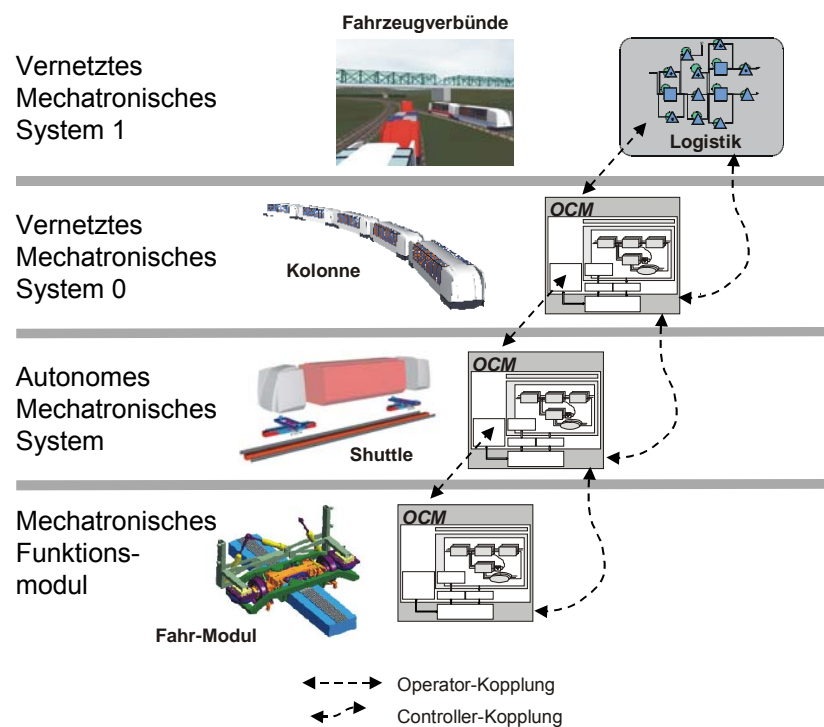 Fahrzeugverbünde
Vernetztes
Mechatronisches
System 1
Logistik
Vernetztes
Mechatronisches
System 0
Kolonne
OCM
Autonomes
Mechatronisches
System
Shuttle
OCM
Mechatronisches
Funktions-
modul
Fahr-Modul
OCM
Operator-Kopplung
Controller-Kopplung